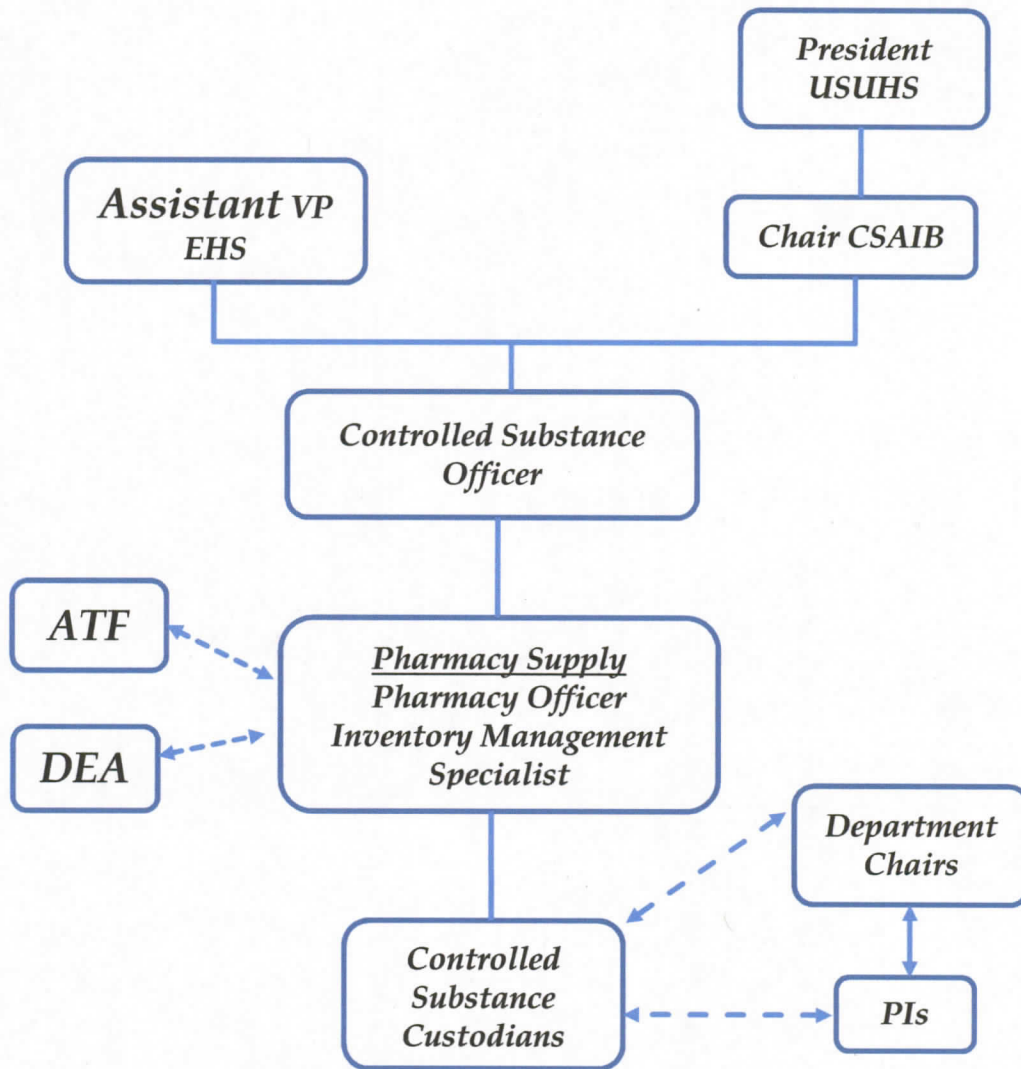 President
USUHS
Assistant VP
EHS
Chair CSAIB
Controlled Substance
Officer
ATF
Pharmacy Supply
Pharmacy Officer
Inventory Management
Specialist
DEA
Department
Chairs
Controlled
Substance
Custodians
PIs